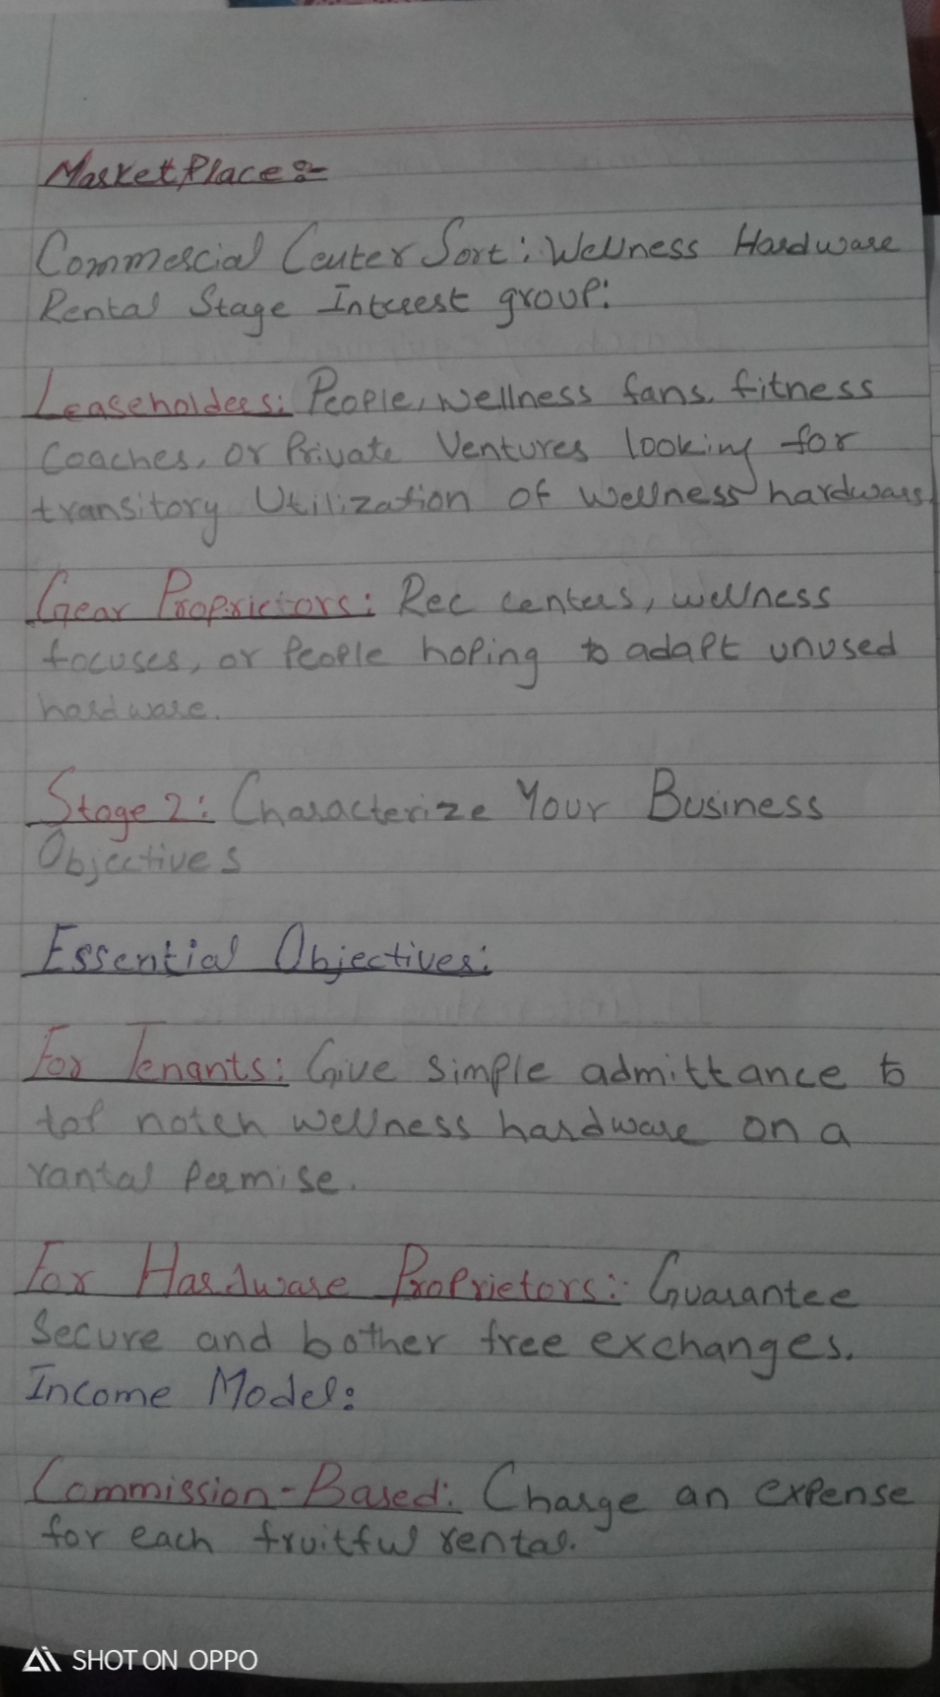 MarketPlace:-
Commercial Center Sort: Wellness Hardware
Rental Stage Interest group:
Leaseholders: People, wellness fans, fitness
Coaches, or Private Ventures looking for
transitory Utilization of wellness hardware.
Gear Proprietors: Rec centers, wellness
focuses, or People hoping to adapt unused
hardware.
Stage 2: Characterize Your Business
Objectives
Essential Objectives:
For Tenants: Give simple admittance to
top notch wellness hardware on a
rantal Permise.
For Hardware Proprietors: Guarantee
Secure and bother free exchanges.
Income Model:
Commission-Based: Charge an expense
for each fruitful rental.
SHOT ON OPPO